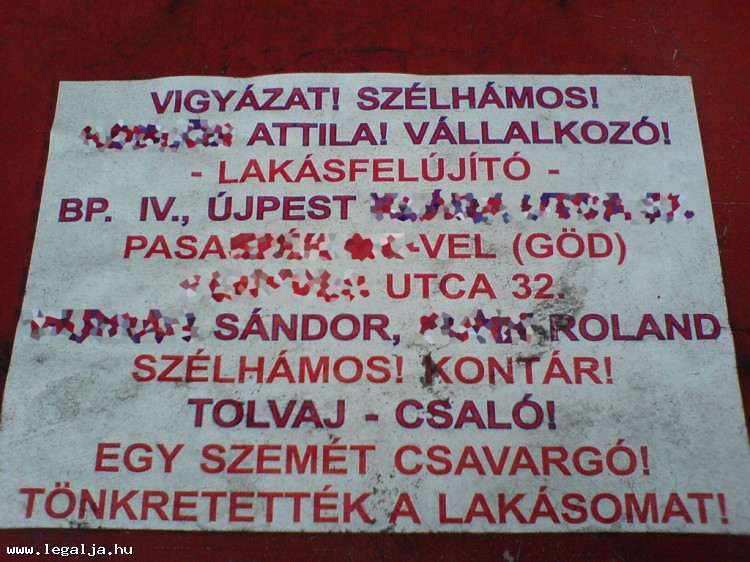 VIGYÁZAT! SZÉLHÁMOS!
ATTILA! VÁLLALKOZÓ!
- LAKÁSFELÚJÍTÓ -
BP. IV., ÚJPEST
PASA -VEL (GÖD)
UTCA 32.
SÁNDOR, ROLAND
SZÉLHÁMOS! KONTÁR!
TOLVAJ - CSALÓ!
EGY SZEMÉT CSAVARGÓ!
TÖNKRETETTÉK A LAKÁSOMAT!
www.legalja.hu